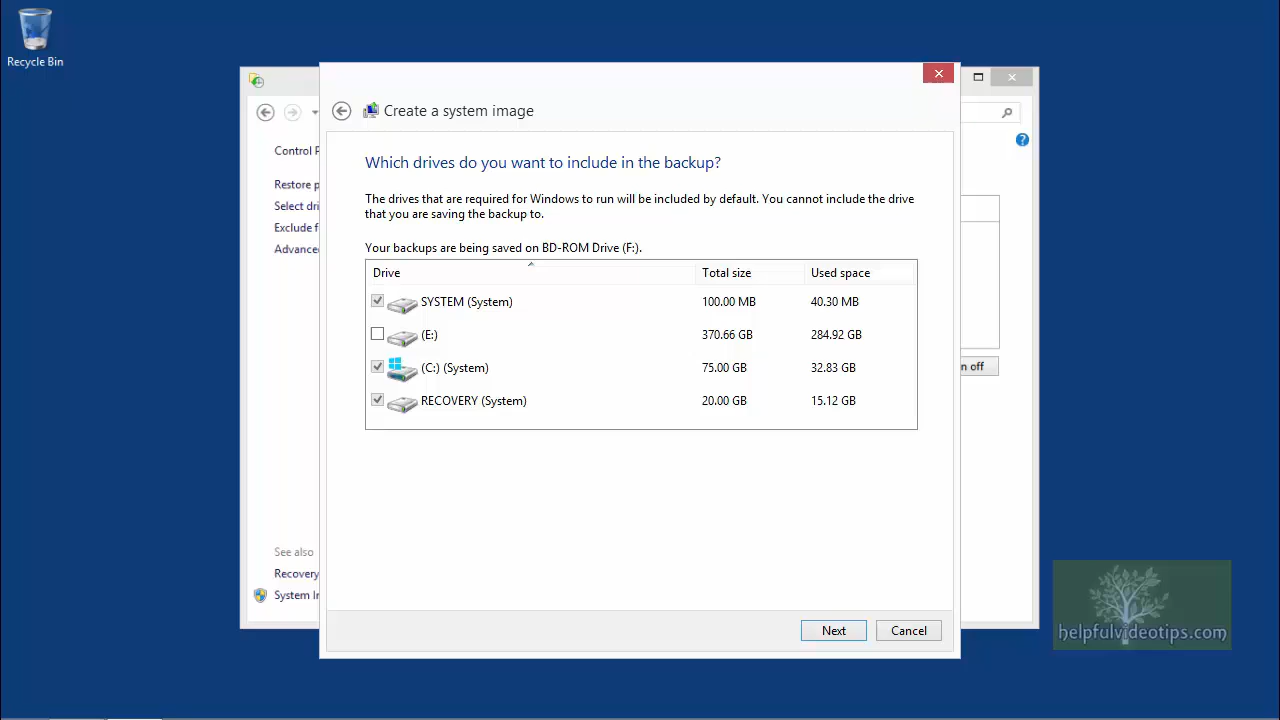 Recycle Bin
Create a system image
Control P
Restore p
Select dri
Exclude f
Advance
Which drives do you want to include in the backup?
The drives that are required for Windows to run will be included by default. You cannot include the drive
that you are saving the backup to.
Your backups are being saved on BD-ROM Drive (F:).
Drive Total size Used space
SYSTEM (System) 100.00 MB 40.30 MB
(E:) 370.66 GB 284.92 GB
(C:) (System) 75.00 GB 32.83 GB
RECOVERY (System) 20.00 GB 15.12 GB
n off
See also
Recovery
System In
Next Cancel
helpfulvideotips.com